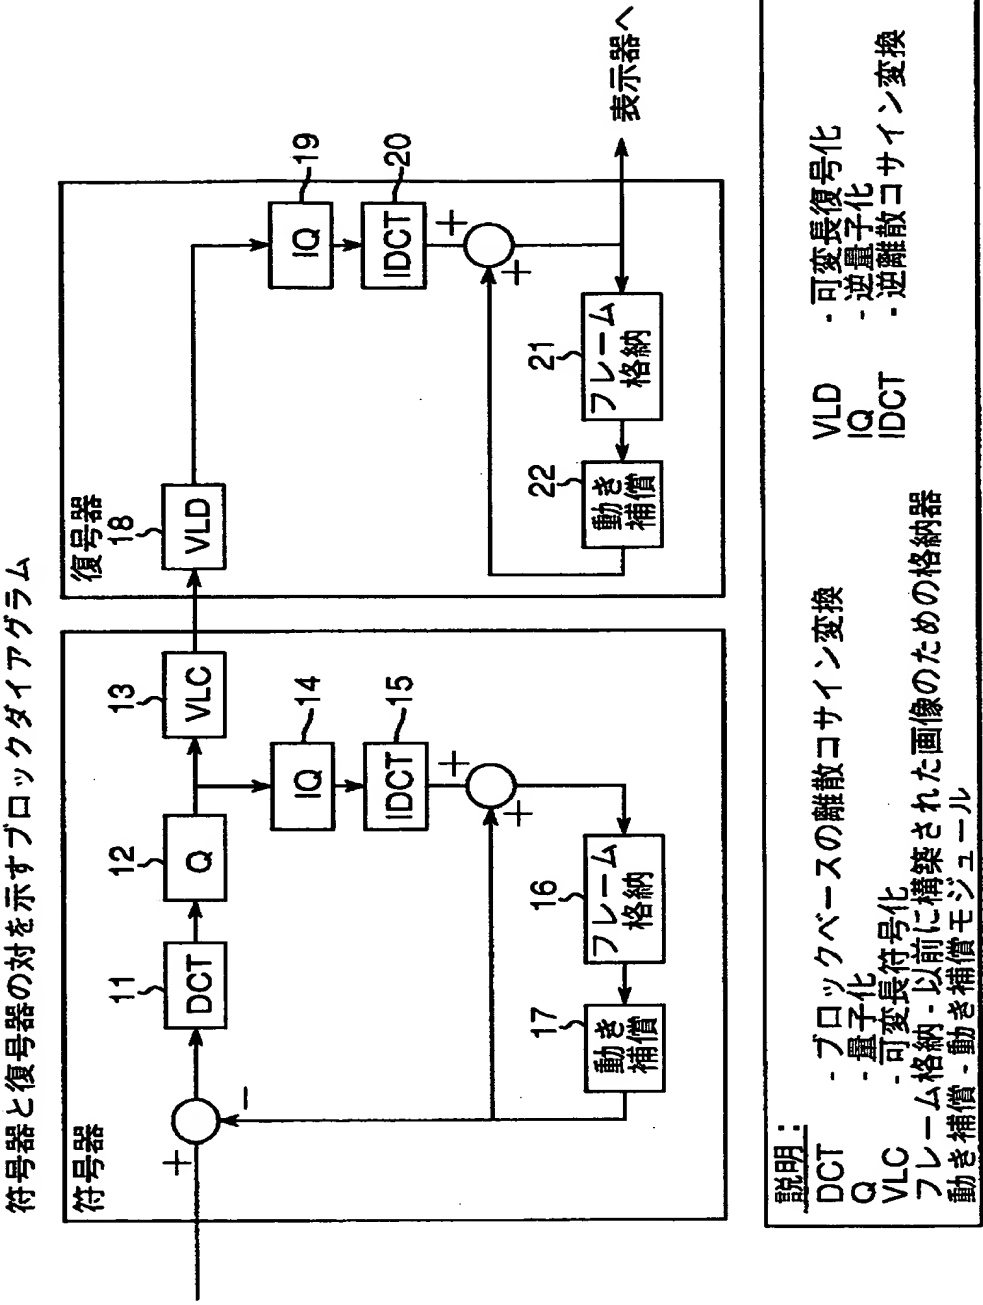 符号器と復号器の対を示すブロックダイアグラム
符号器
+
-
11
DCT
12
Q
13
VLC
14
IQ
15
IDCT
+
+
16
フレーム
格納
17
動き
補償
復号器
18
VLD
19
IQ
20
IDCT
+
+
21
フレーム
格納
22
動き
補償
表示器へ
説明：
DCT - ブロックベースの離散コサイン変換
Q - 量子化
VLC - 可変長符号化
フレーム格納 - 以前に構築された画像のための格納器
動き補償 - 動き補償モジュール
VLD - 可変長復号化
IQ - 逆量子化
IDCT - 逆離散コサイン変換